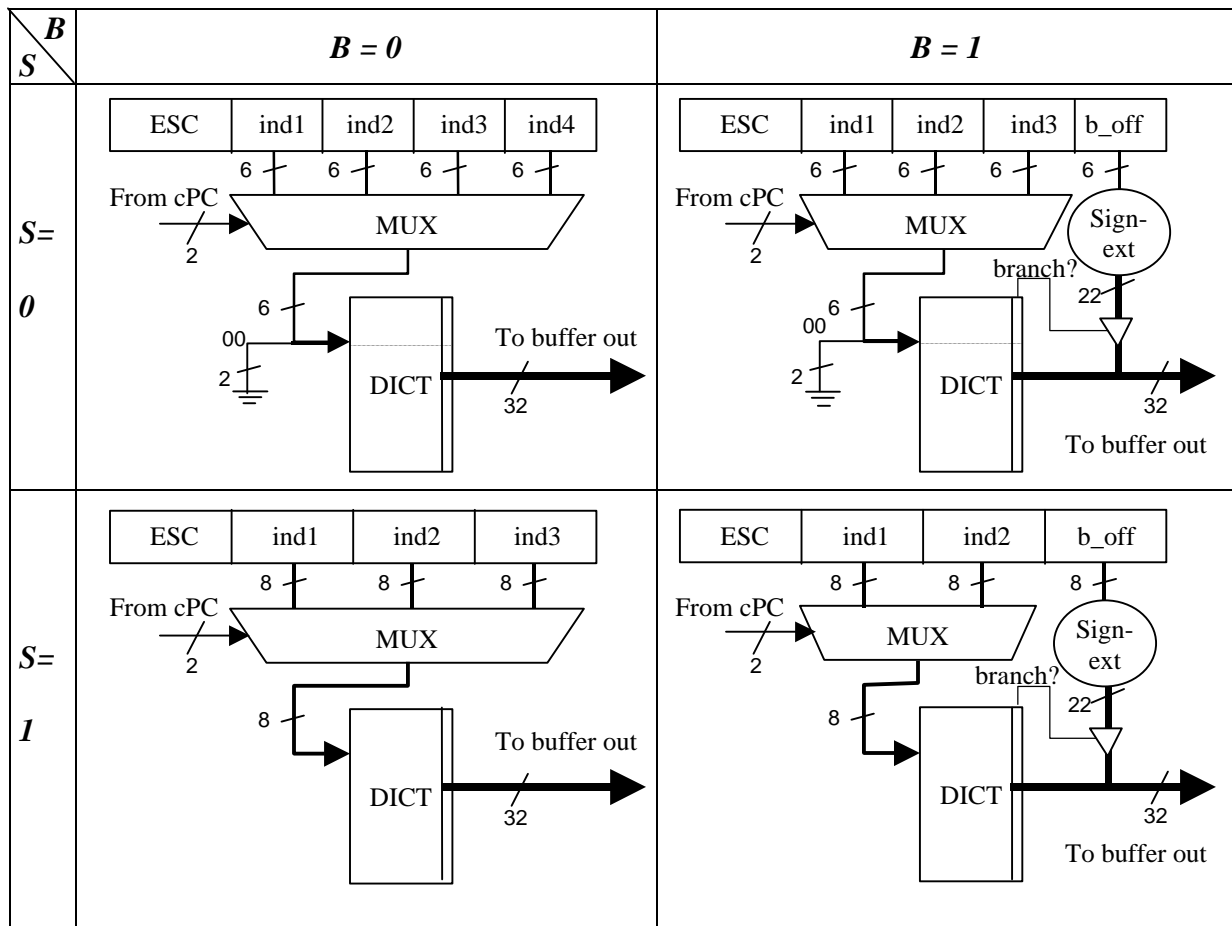 B
S
B = 0
B = 1
S=
0
ESC ind1 ind2 ind3 ind4
6 6 6 6
From cPC
2
MUX
6
00
2
DICT
To buffer out
32
ESC ind1 ind2 ind3 b_off
6 6 6 6
From cPC
2
MUX
Sign-
ext
branch?
22
6
00
2
DICT
32
To buffer out
S=
1
ESC ind1 ind2 ind3
8 8 8
From cPC
2
MUX
8
DICT
To buffer out
32
ESC ind1 ind2 b_off
8 8 8
From cPC
2
MUX
Sign-
ext
branch?
22
8
DICT
32
To buffer out